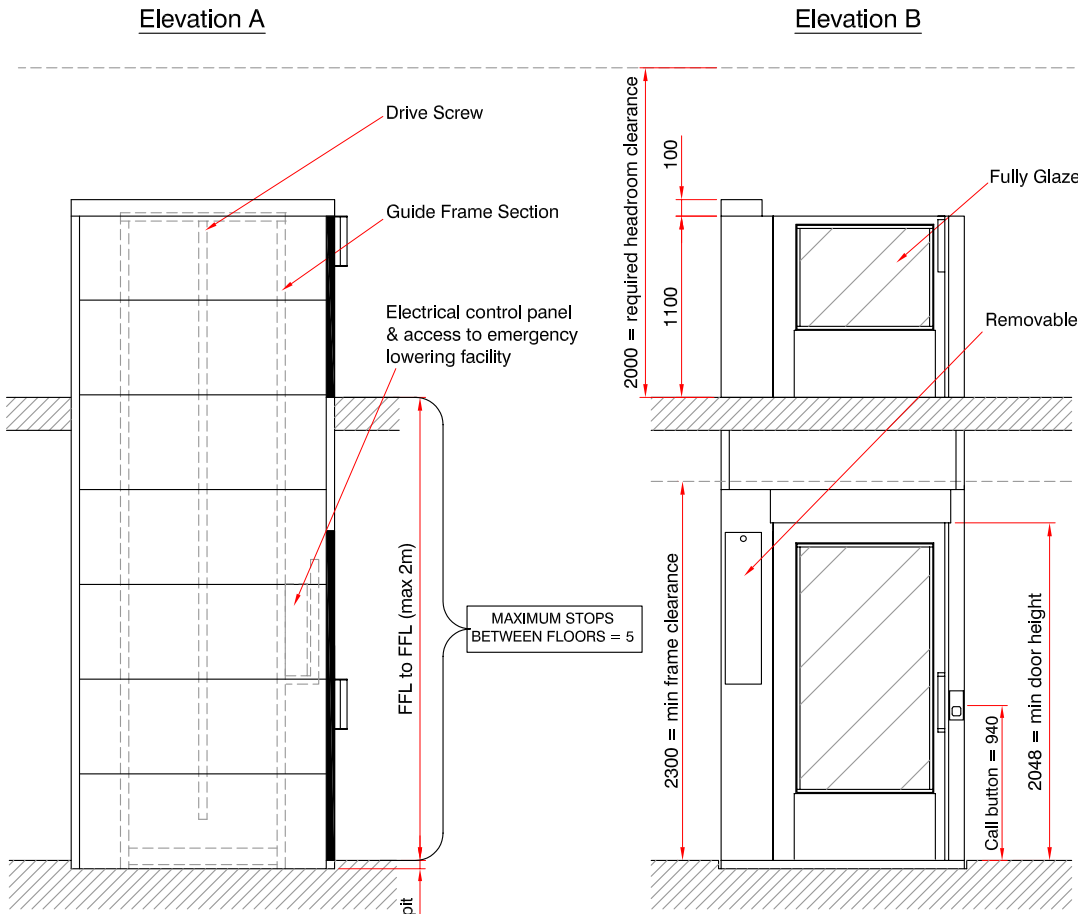 Elevation A
Elevation B
Drive Screw
Guide Frame Section
Electrical control panel
& access to emergency
lowering facility
FFL to FFL (max 2m)
MAXIMUM STOPS
BETWEEN FLOORS = 5
pit
2000 = required headroom clearance
100
1100
Fully Glaze
Removable
2300 = min frame clearance
Call button = 940
2048 = min door height